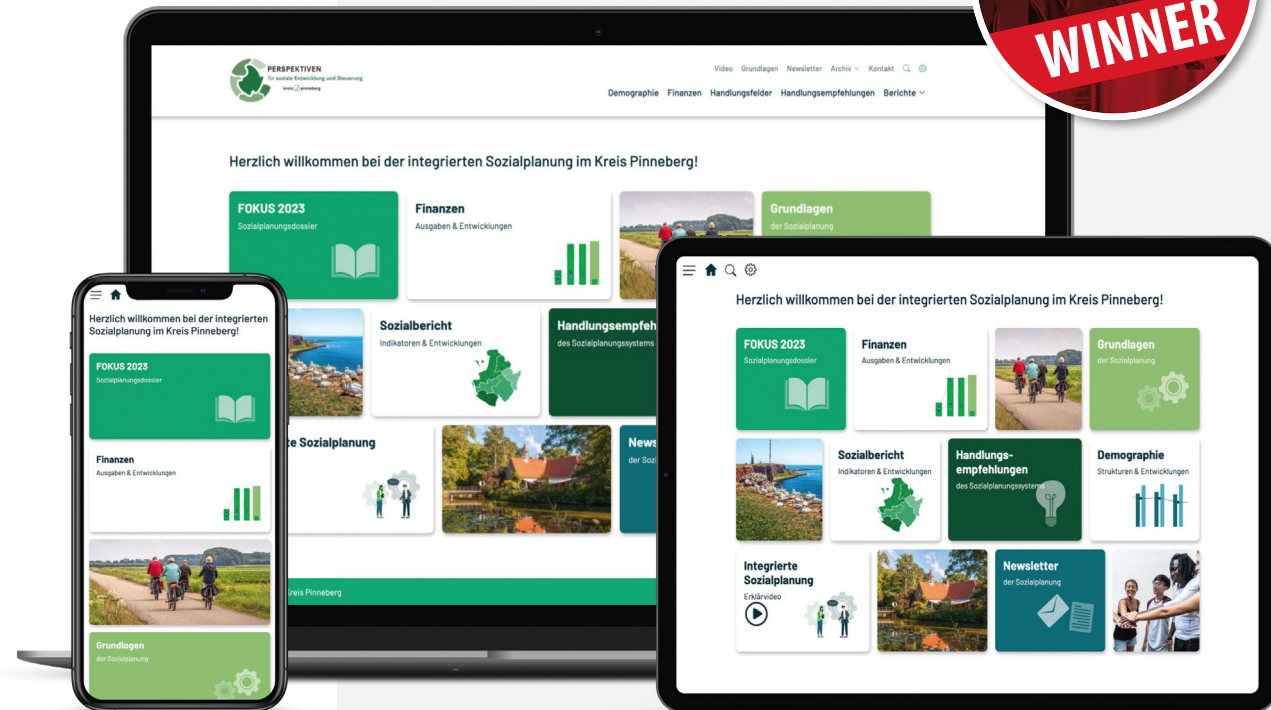 WINNER
PERSPEKTIVEN
für soziale Entwicklung und Steuerung
kreis pinneberg
Video Grundlagen Newsletter Archiv Kontakt
Demographie Finanzen Handlungsfelder Handlungsempfehlungen Berichte
Herzlich willkommen bei der integrierten Sozialplanung im Kreis Pinneberg!
FOKUS 2023
Sozialplanungsdossier
Finanzen
Ausgaben & Entwicklungen
Grundlagen
der Sozialplanung
Sozialbericht
Indikatoren & Entwicklungen
Handlungsempfeh
des Sozialplanungssystems
te Sozialplanung
News
der Sozi
Kreis Pinneberg
Herzlich willkommen bei der integrierten
Sozialplanung im Kreis Pinneberg!
FOKUS 2023
Sozialplanungsdossier
Finanzen
Ausgaben & Entwicklungen
Grundlagen
der Sozialplanung
Herzlich willkommen bei der integrierten Sozialplanung im Kreis Pinneberg!
FOKUS 2023
Sozialplanungsdossier
Finanzen
Ausgaben & Entwicklungen
Grundlagen
der Sozialplanung
Sozialbericht
Indikatoren & Entwicklungen
Handlungs-
empfehlungen
des Sozialplanungssystems
Demographie
Strukturen & Entwicklungen
Integrierte
Sozialplanung
Erklärvideo
Newsletter
der Sozialplanung